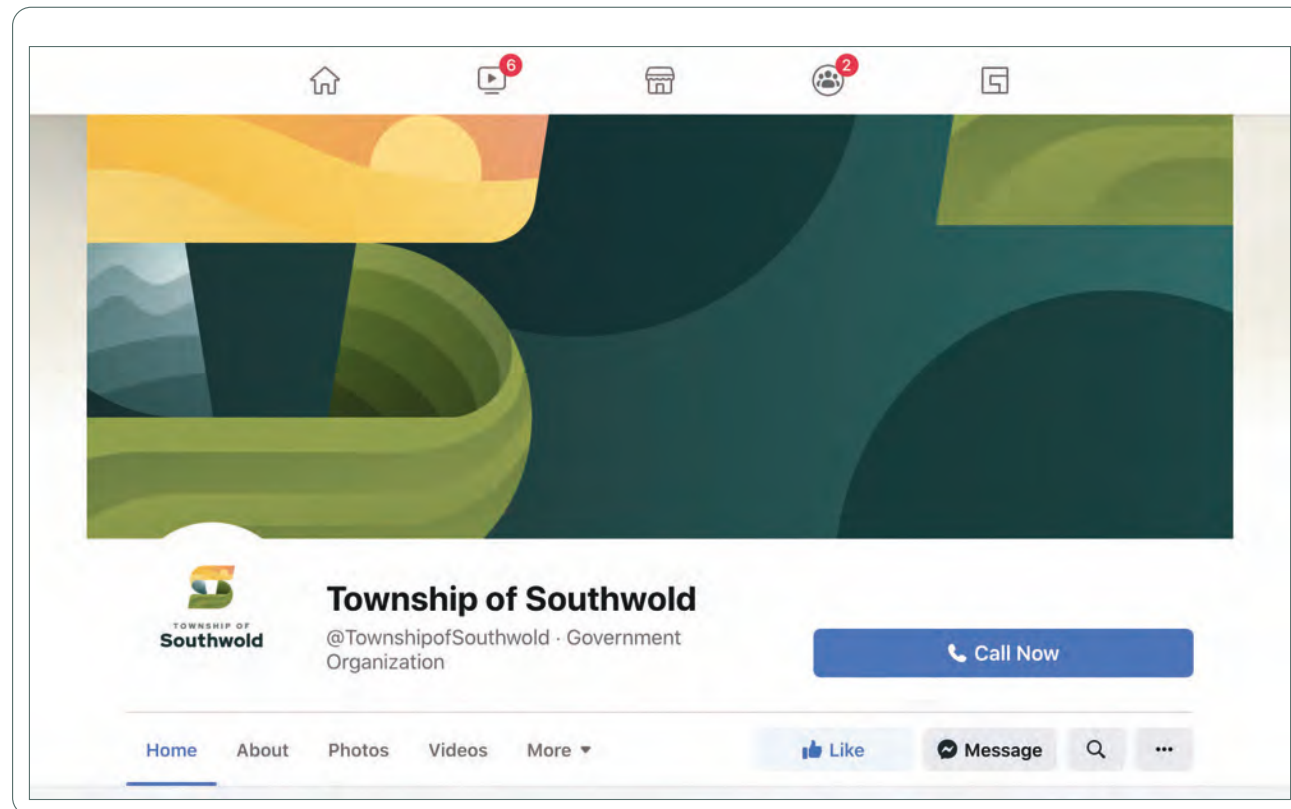 6
2
TOWNSHIP OF
Southwold
Township of Southwold
@TownshipofSouthwold · Government
Organization
Call Now
Home About Photos Videos More
Like Message